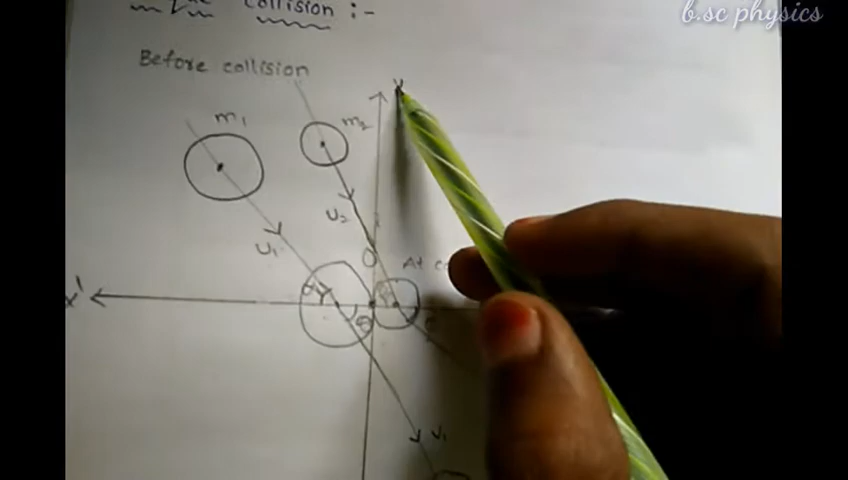 b.sc physics
collision :-
Before collision
Y
m1
m2
U2
U1
O
At
X'
V1